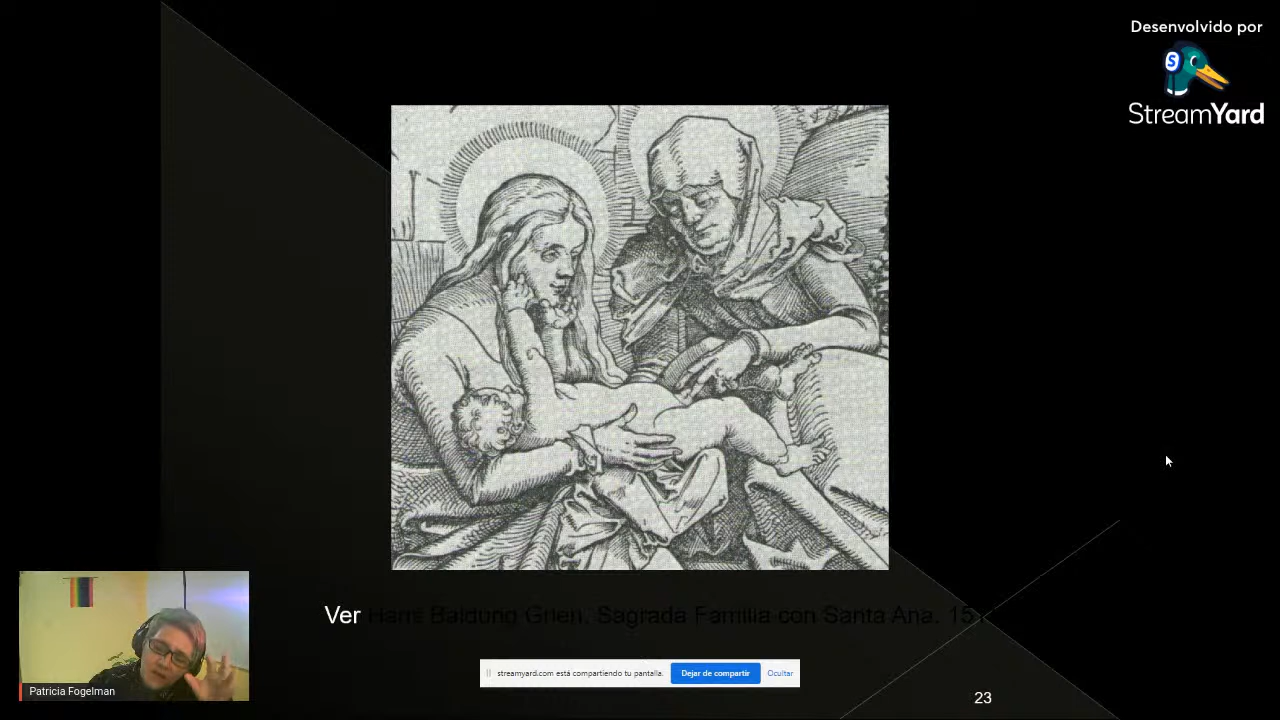 Desenvolvido por
StreamYard
Ver Hans Baldung Grien, Sagrada Familia con Santa Ana.
Patricia Fogelman
streamyard.com está compartiendo tu pantalla.
Dejar de compartir
Ocultar
23